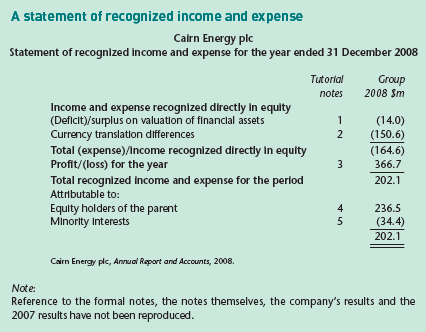 A statement of recognized income and expense
Cairn Energy plc
Statement of recognized income and expense for the year ended 31 December 2008
Tutorial Group
notes 2008 $m
Income and expense recognized directly in equity
(Deficit)/surplus on valuation of financial assets 1 (14.0)
Currency translation differences 2 (150.6)
Total (expense)/income recognized directly in equity (164.6)
Profit/(loss) for the year 3 366.7
Total recognized income and expense for the period 202.1
Attributable to:
Equity holders of the parent 4 236.5
Minority interests 5 (34.4)
202.1
Cairn Energy plc, Annual Report and Accounts, 2008.
Note:
Reference to the formal notes, the notes themselves, the company's results and the
2007 results have not been reproduced.